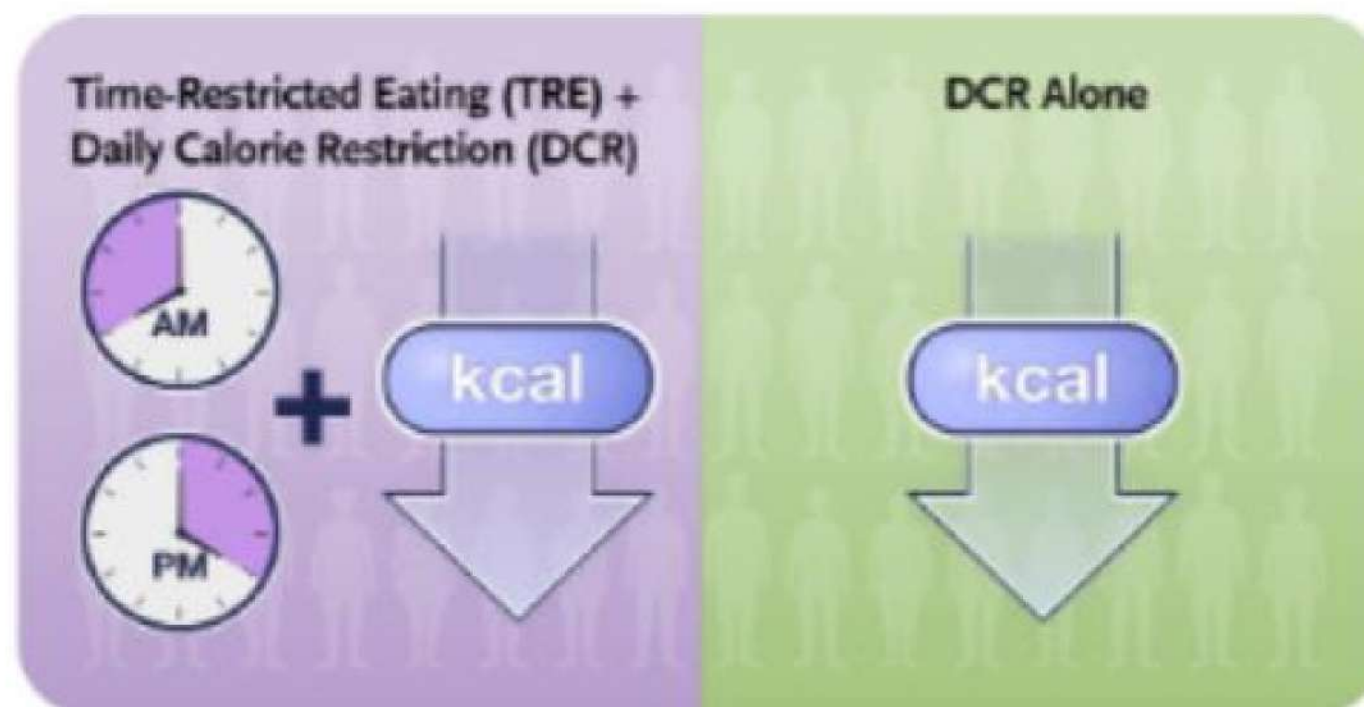 Time-Restricted Eating (TRE) +
Daily Calorie Restriction (DCR)
AM
kcal
PM
DCR Alone
kcal